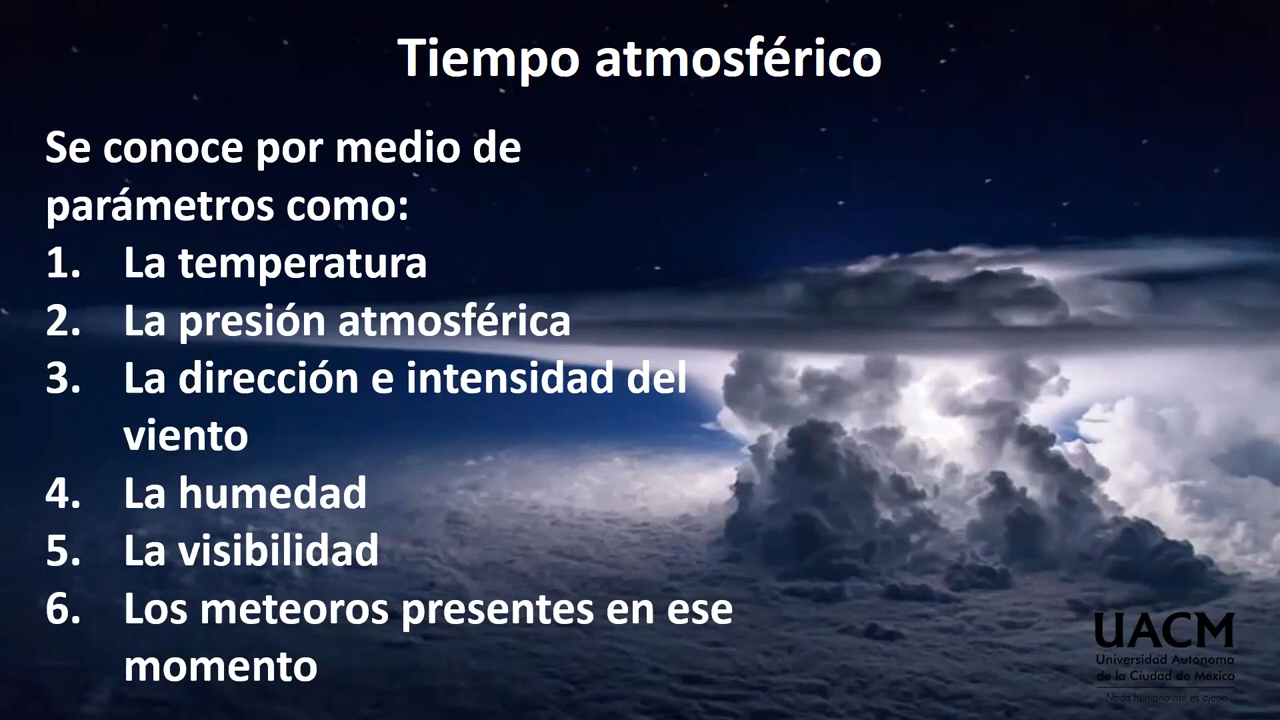 Tiempo atmosférico
Se conoce por medio de
parámetros como:
1. La temperatura
2. La presión atmosférica
3. La dirección e intensidad del
viento
4. La humedad
5. La visibilidad
6. Los meteoros presentes en ese
momento
UACM
Universidad Autónoma
de la Ciudad de México
Nada humano me es ajeno